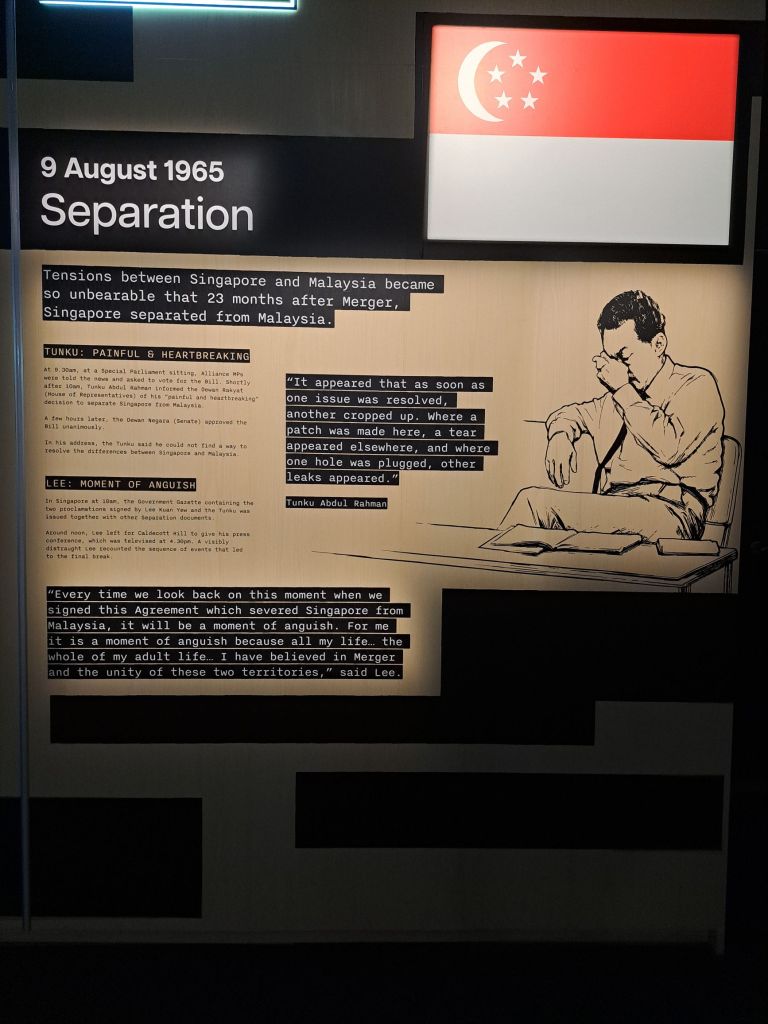 9 August 1965
Separation
Tensions between Singapore and Malaysia became
so unbearable that 23 months after Merger,
Singapore separated from Malaysia.
TUNKU: PAINFUL & HEARTBREAKING
At 9.30am, at a Special Parliament sitting, Alliance MPs
were told the news and asked to vote for the Bill. Shortly
after 10am, Tunku Abdul Rahman informed the Dewan Rakyat
(House of Representatives) of his "painful and heartbreaking"
decision to separate Singapore from Malaysia.
A few hours later, the Dewan Negara (Senate) approved the
Bill unanimously.
In his address, the Tunku said he could not find a way to
resolve the differences between Singapore and Malaysia.
“It appeared that as soon as
one issue was resolved,
another cropped up. Where a
patch was made here, a tear
appeared elsewhere, and where
one hole was plugged, other
leaks appeared.”
Tunku Abdul Rahman
LEE: MOMENT OF ANGUISH
In Singapore at 10am, the Government Gazette containing the
two proclamations signed by Lee Kuan Yew and the Tunku was
issued together with other Separation documents.
Around noon, Lee left for Caldecott Hill to give his press
conference, which was televised at 4.30pm. A visibly
distraught Lee recounted the sequence of events that led
to the final break.
“Every time we look back on this moment when we
signed this Agreement which severed Singapore from
Malaysia, it will be a moment of anguish. For me
it is a moment of anguish because all my life… the
whole of my adult life… I have believed in Merger
and the unity of these two territories,” said Lee.